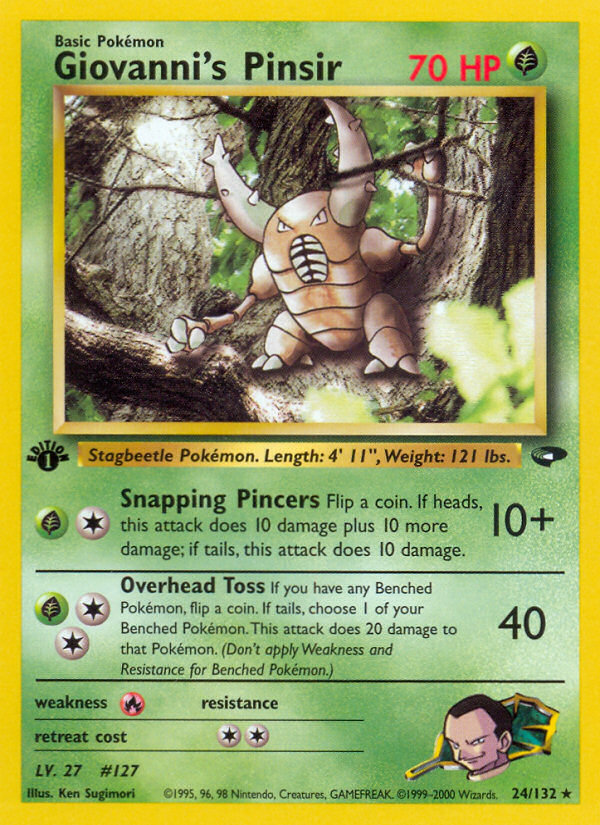 Basic Pokémon
Giovanni's Pinsir 70 HP
EDITION
1
Stagbeetle Pokémon. Length: 4' 11", Weight: 121 lbs.
Snapping Pincers Flip a coin. If heads,
this attack does 10 damage plus 10 more
damage; if tails, this attack does 10 damage.
10+
Overhead Toss If you have any Benched
Pokémon, flip a coin. If tails, choose 1 of your
Benched Pokémon. This attack does 20 damage to
that Pokémon. (Don't apply Weakness and
Resistance for Benched Pokémon.)
40
weakness resistance
retreat cost
LV. 27 #127
Illus. Ken Sugimori ©1995, 96, 98 Nintendo, Creatures, GAMEFREAK. ©1999-2000 Wizards. 24/132 ★